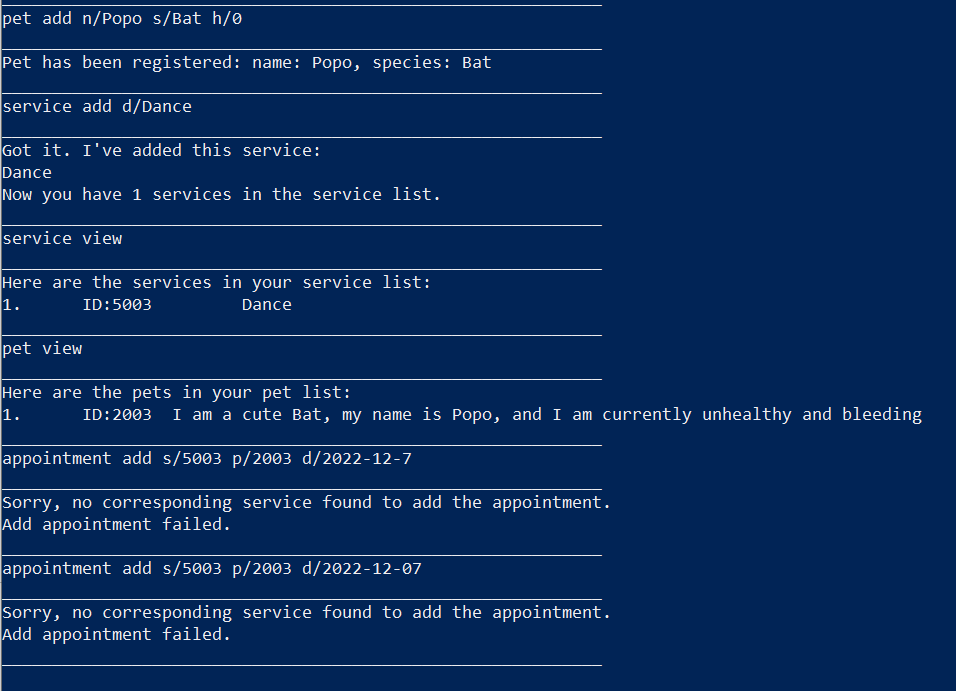 pet add n/Popo s/Bat h/0
Pet has been registered: name: Popo, species: Bat
service add d/Dance
Got it. I've added this service:
Dance
Now you have 1 services in the service list.
service view
Here are the services in your service list:
1.      ID:5003         Dance
pet view
Here are the pets in your pet list:
1.      ID:2003  I am a cute Bat, my name is Popo, and I am currently unhealthy and bleeding
appointment add s/5003 p/2003 d/2022-12-7
Sorry, no corresponding service found to add the appointment.
Add appointment failed.
appointment add s/5003 p/2003 d/2022-12-07
Sorry, no corresponding service found to add the appointment.
Add appointment failed.